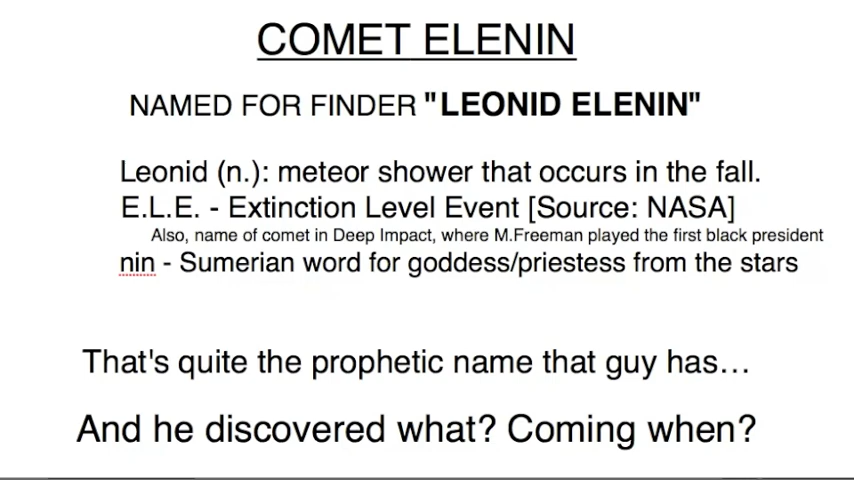 COMET ELENIN
NAMED FOR FINDER "LEONID ELENIN"
Leonid (n.): meteor shower that occurs in the fall.
E.L.E. - Extinction Level Event [Source: NASA]
Also, name of comet in Deep Impact, where M.Freeman played the first black president
nin - Sumerian word for goddess/priestess from the stars
That's quite the prophetic name that guy has...
And he discovered what? Coming when?